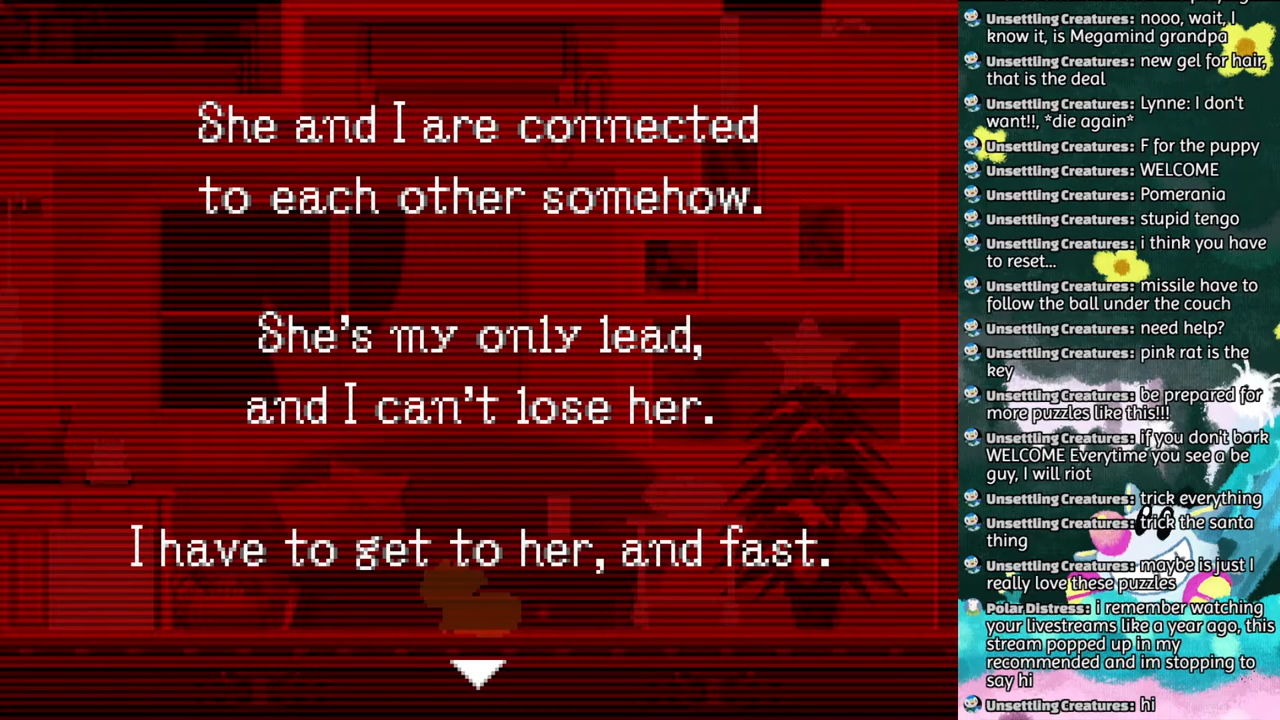 She and I are connected
to each other somehow.
She's my only lead,
and I can't lose her.
I have to get to her, and fast.
Unsettling Creatures: nooo, wait, I
know it, is Megamind grandpa
Unsettling Creatures: new gel for hair,
that is the deal
Unsettling Creatures: Lynne: I don't
want!!, *die again*
Unsettling Creatures: F for the puppy
Unsettling Creatures: WELCOME
Unsettling Creatures: Pomerania
Unsettling Creatures: stupid tengo
Unsettling Creatures: i think you have
to reset...
Unsettling Creatures: missile have to
follow the ball under the couch
Unsettling Creatures: need help?
Unsettling Creatures: pink rat is the
key
Unsettling Creatures: be prepared for
more puzzles like this!!!
Unsettling Creatures: if you don't bark
WELCOME Everytime you see a be
guy, I will riot
Unsettling Creatures: trick everything
Unsettling Creatures: trick the santa
thing
Unsettling Creatures: maybe is just I
really love these puzzles
Polar Distress: i remember watching
your livestreams like a year ago, this
stream popped up in my
recommended and im stopping to
say hi
Unsettling Creatures: hi